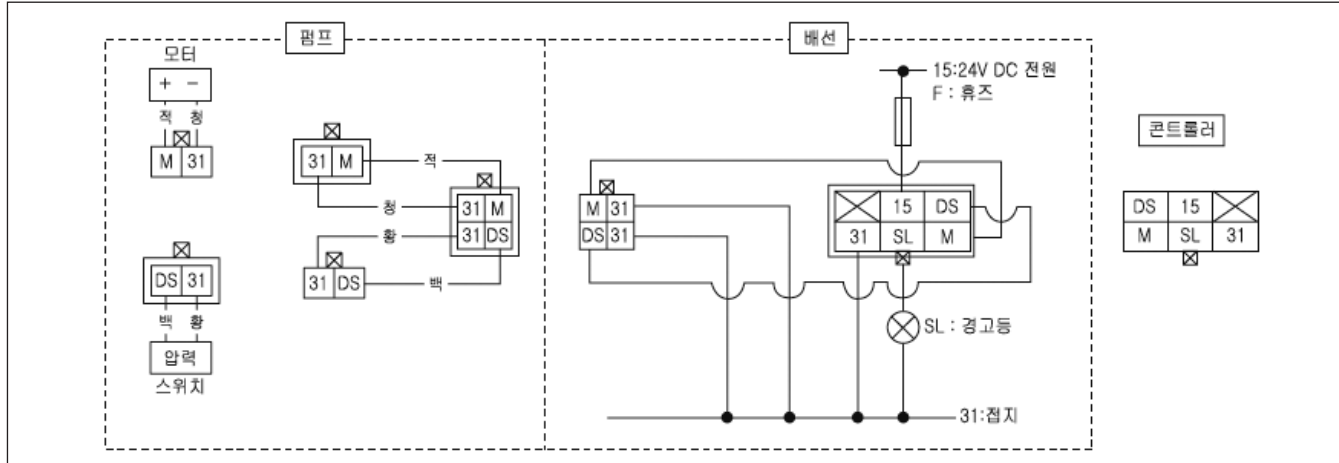 펌프
모터
+ −
적 청
M 31
DS 31
백 황
압력
스위치
31 M
적
청
황
백
31 M
31 DS
31 DS
배선
15:24V DC 전원
F : 휴즈
M 31
DS 31
15 DS
31 SL M
SL : 경고등
31:접지
콘트롤러
DS 15
M SL 31